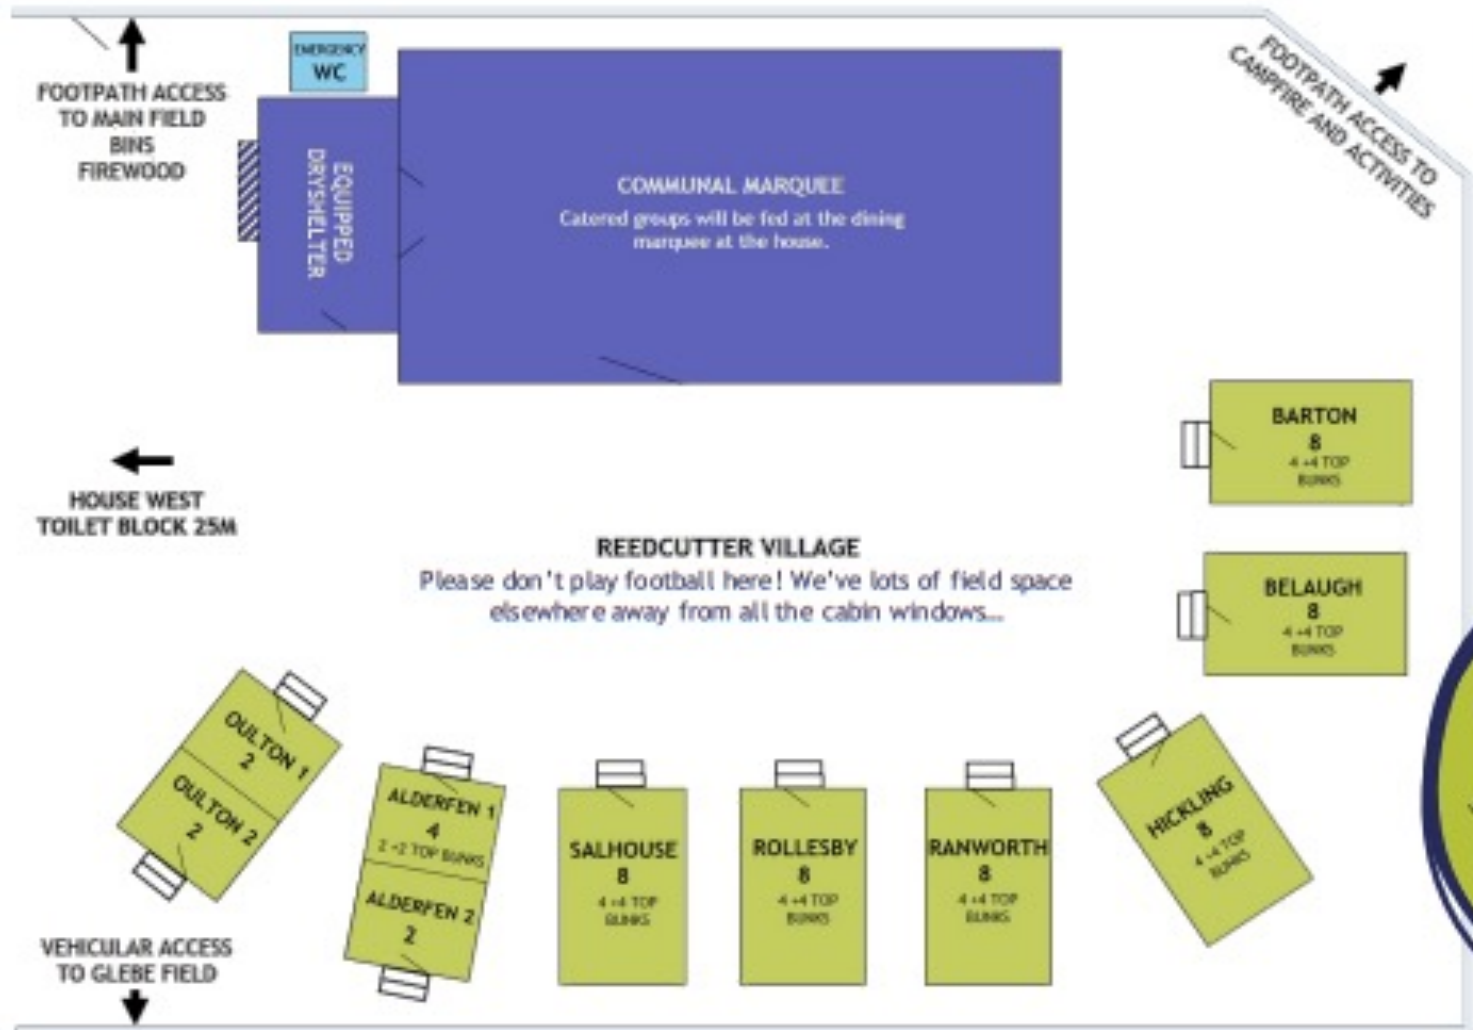 EMERGENCY
WC
FOOTPATH ACCESS
TO MAIN FIELD
BINS
FIREWOOD
EQUIPPED
DRYSHELTER
COMMUNAL MARQUEE
Catered groups will be fed at the dining
marquee at the house.
FOOTPATH ACCESS TO
CAMPFIRE AND ACTIVITIES
BARTON
8
4 +4 TOP
BUNKS
HOUSE WEST
TOILET BLOCK 25M
REEDCUTTER VILLAGE
Please don't play football here! We've lots of field space
elsewhere away from all the cabin windows...
BELAUGH
8
4 +4 TOP
BUNKS
OULTON 1
2
OULTON 2
2
ALDERFEN 1
4
2 +2 TOP BUNKS
ALDERFEN 2
2
SALHOUSE
8
4 +4 TOP
BUNKS
ROLLESBY
8
4 +4 TOP
BUNKS
RANWORTH
8
4 +4 TOP
BUNKS
HICKLING
8
4 +4 TOP
BUNKS
VEHICULAR ACCESS
TO GLEBE FIELD